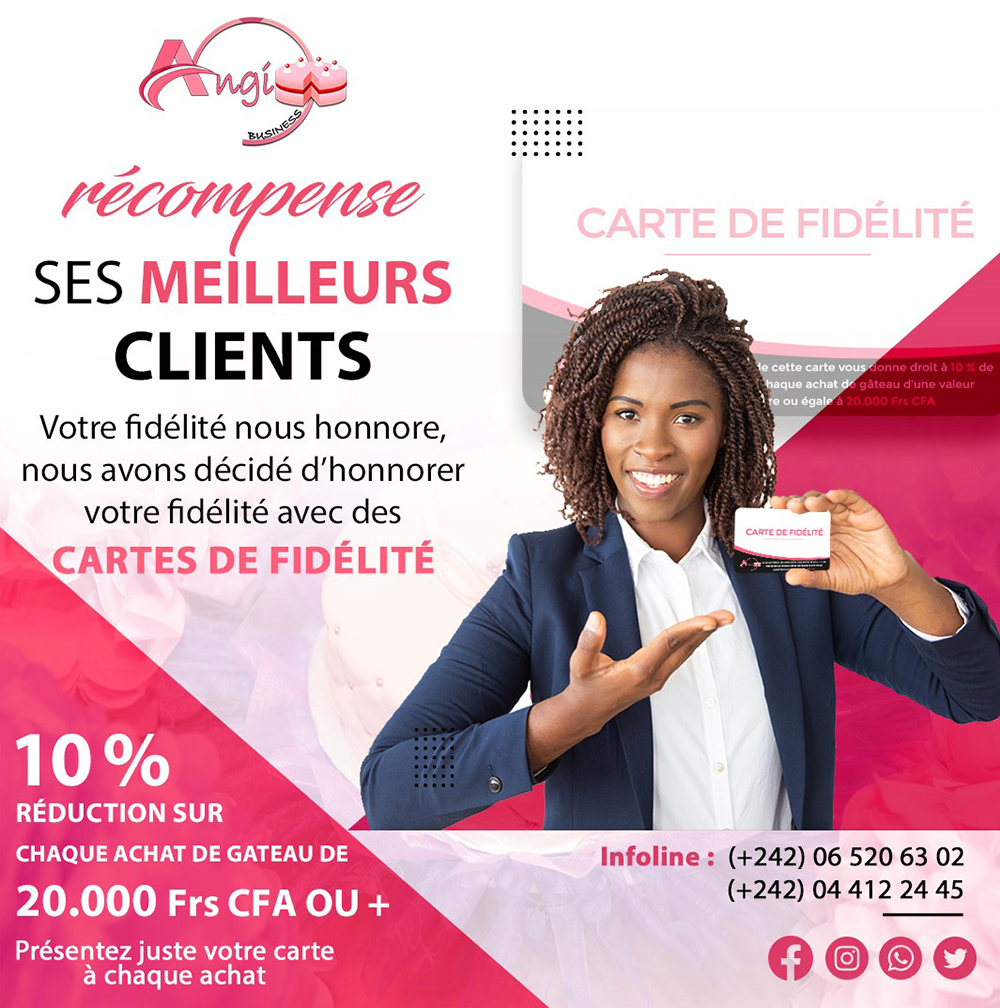 Angi
BUSINESS
récompense
SES MEILLEURS
CLIENTS
Votre fidélité nous honnore,
nous avons décidé d’honnorer
votre fidélité avec des
CARTES DE FIDÉLITÉ
CARTE DE FIDÉLITÉ
de cette carte vous donne droit à 10 % de
chaque achat de gâteau d'une valeur
re ou égale à 20.000 Frs CFA
CARTE DE FIDÉLITÉ
10 %
RÉDUCTION SUR
CHAQUE ACHAT DE GATEAU DE
20.000 Frs CFA OU +
Présentez juste votre carte
à chaque achat
Infoline : (+242) 06 520 63 02
(+242) 04 412 24 45